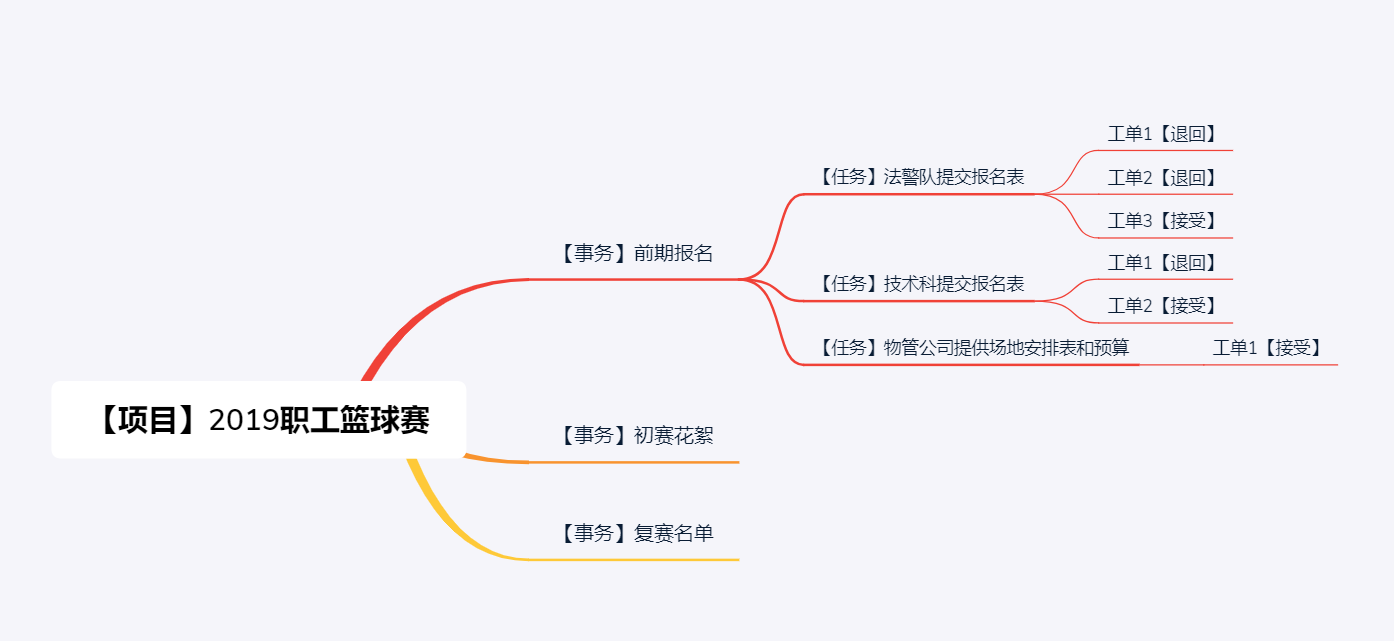 【项目】2019职工篮球赛
【事务】前期报名
【任务】法警队提交报名表
工单1【退回】
工单2【退回】
工单3【接受】
【任务】技术科提交报名表
工单1【退回】
工单2【接受】
【任务】物管公司提供场地安排表和预算
工单1【接受】
【事务】初赛花絮
【事务】复赛名单